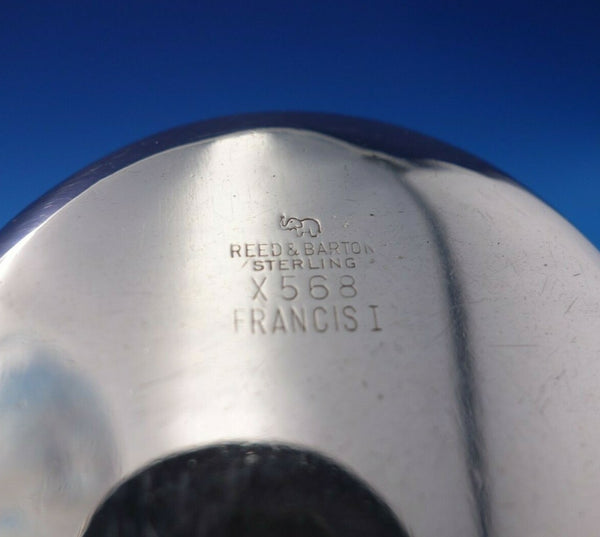 REED & BARTON
STERLING
X568
FRANCIS I